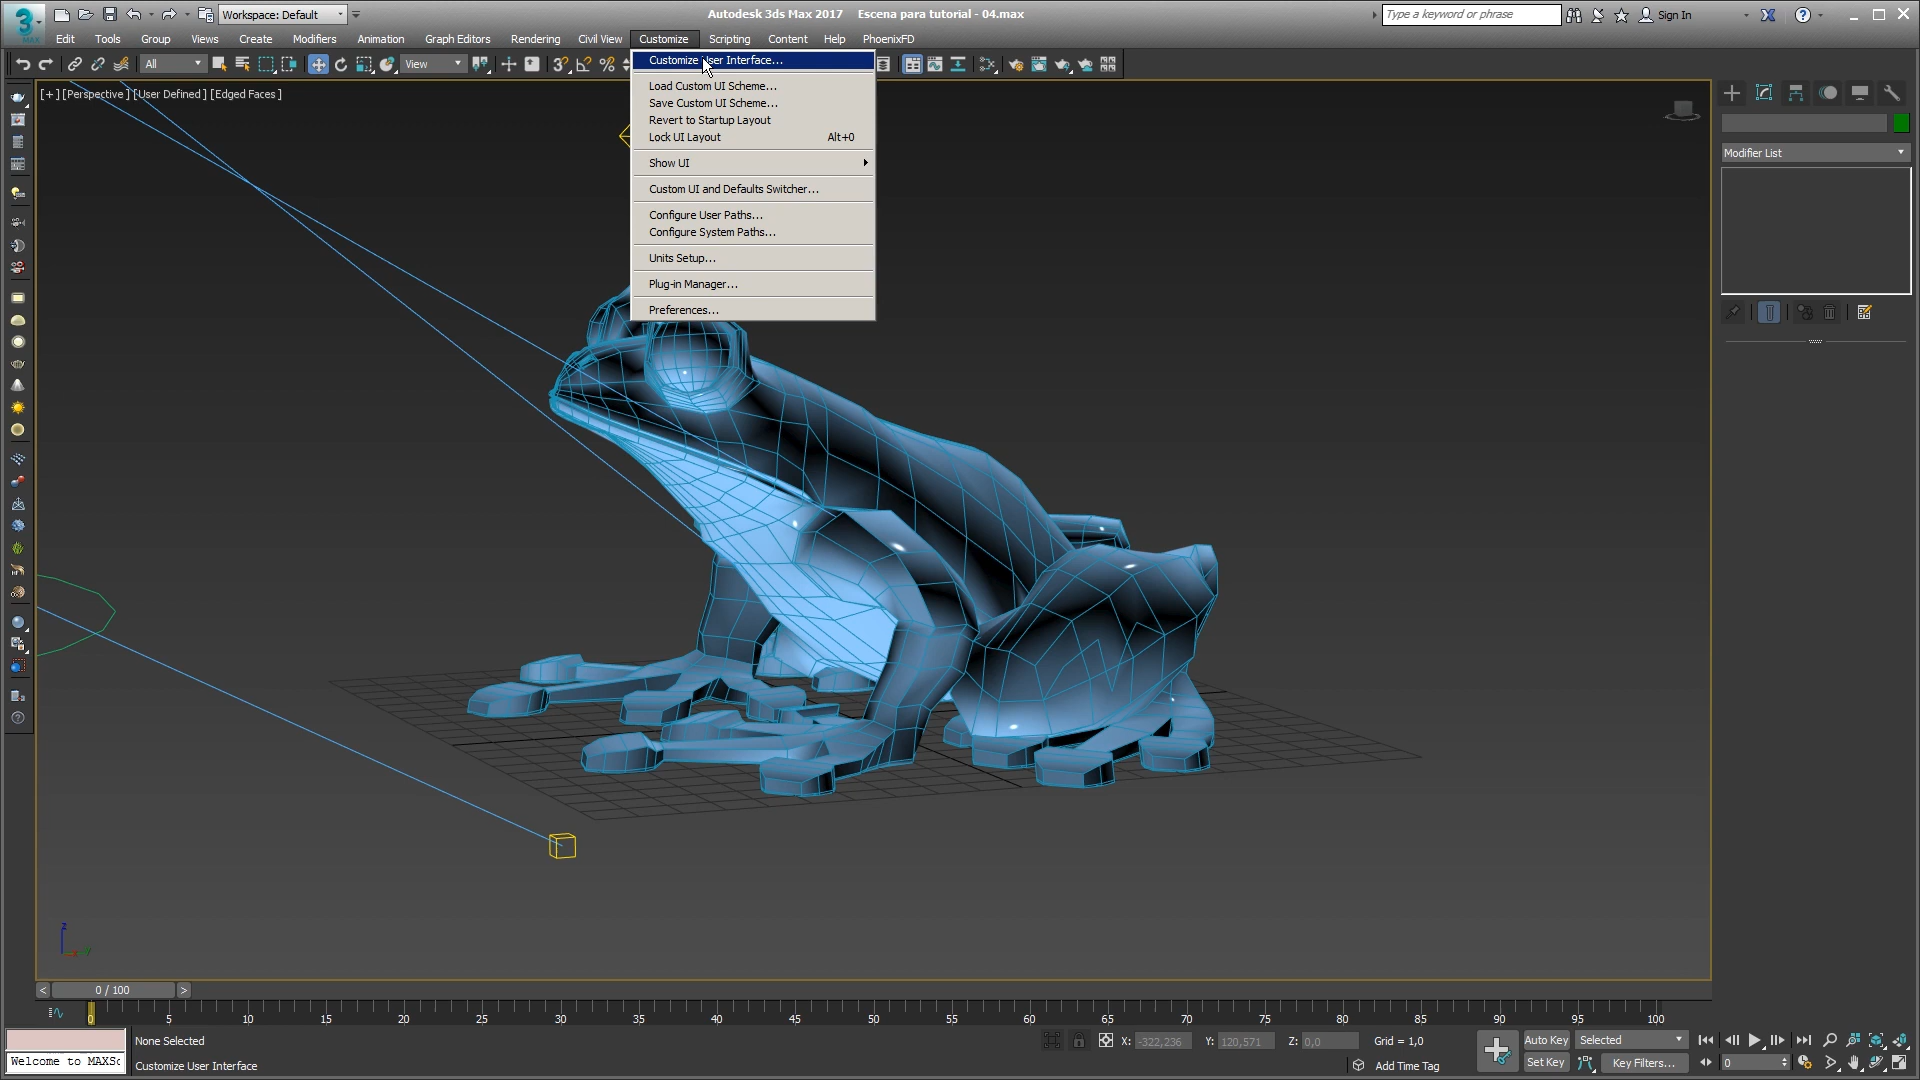 Workspace: Default
Autodesk 3ds Max 2017    Escena para tutorial - 04.max
Type a keyword or phrase
Sign In
Edit Tools Group Views Create Modifiers Animation Graph Editors Rendering Civil View Customize Scripting Content Help PhoenixFD
All
View
Customize User Interface...
Load Custom UI Scheme...
Save Custom UI Scheme...
Revert to Startup Layout
Lock UI Layout Alt+0
Show UI
Custom UI and Defaults Switcher...
Configure User Paths...
Configure System Paths...
Units Setup...
Plug-in Manager...
Preferences...
[+] [Perspective] [User Defined] [Edged Faces]
Modifier List
z
y
< 0 / 100 >
0 5 10 15 20 25 30 35 40 45 50 55 60 65 70 75 80 85 90 95 100
None Selected
X: -322,236 Y: 120,571 Z: 0,0 Grid = 1,0
Auto Key Selected
Welcome to MAXSc
Customize User Interface
Add Time Tag
Set Key Key Filters... 0